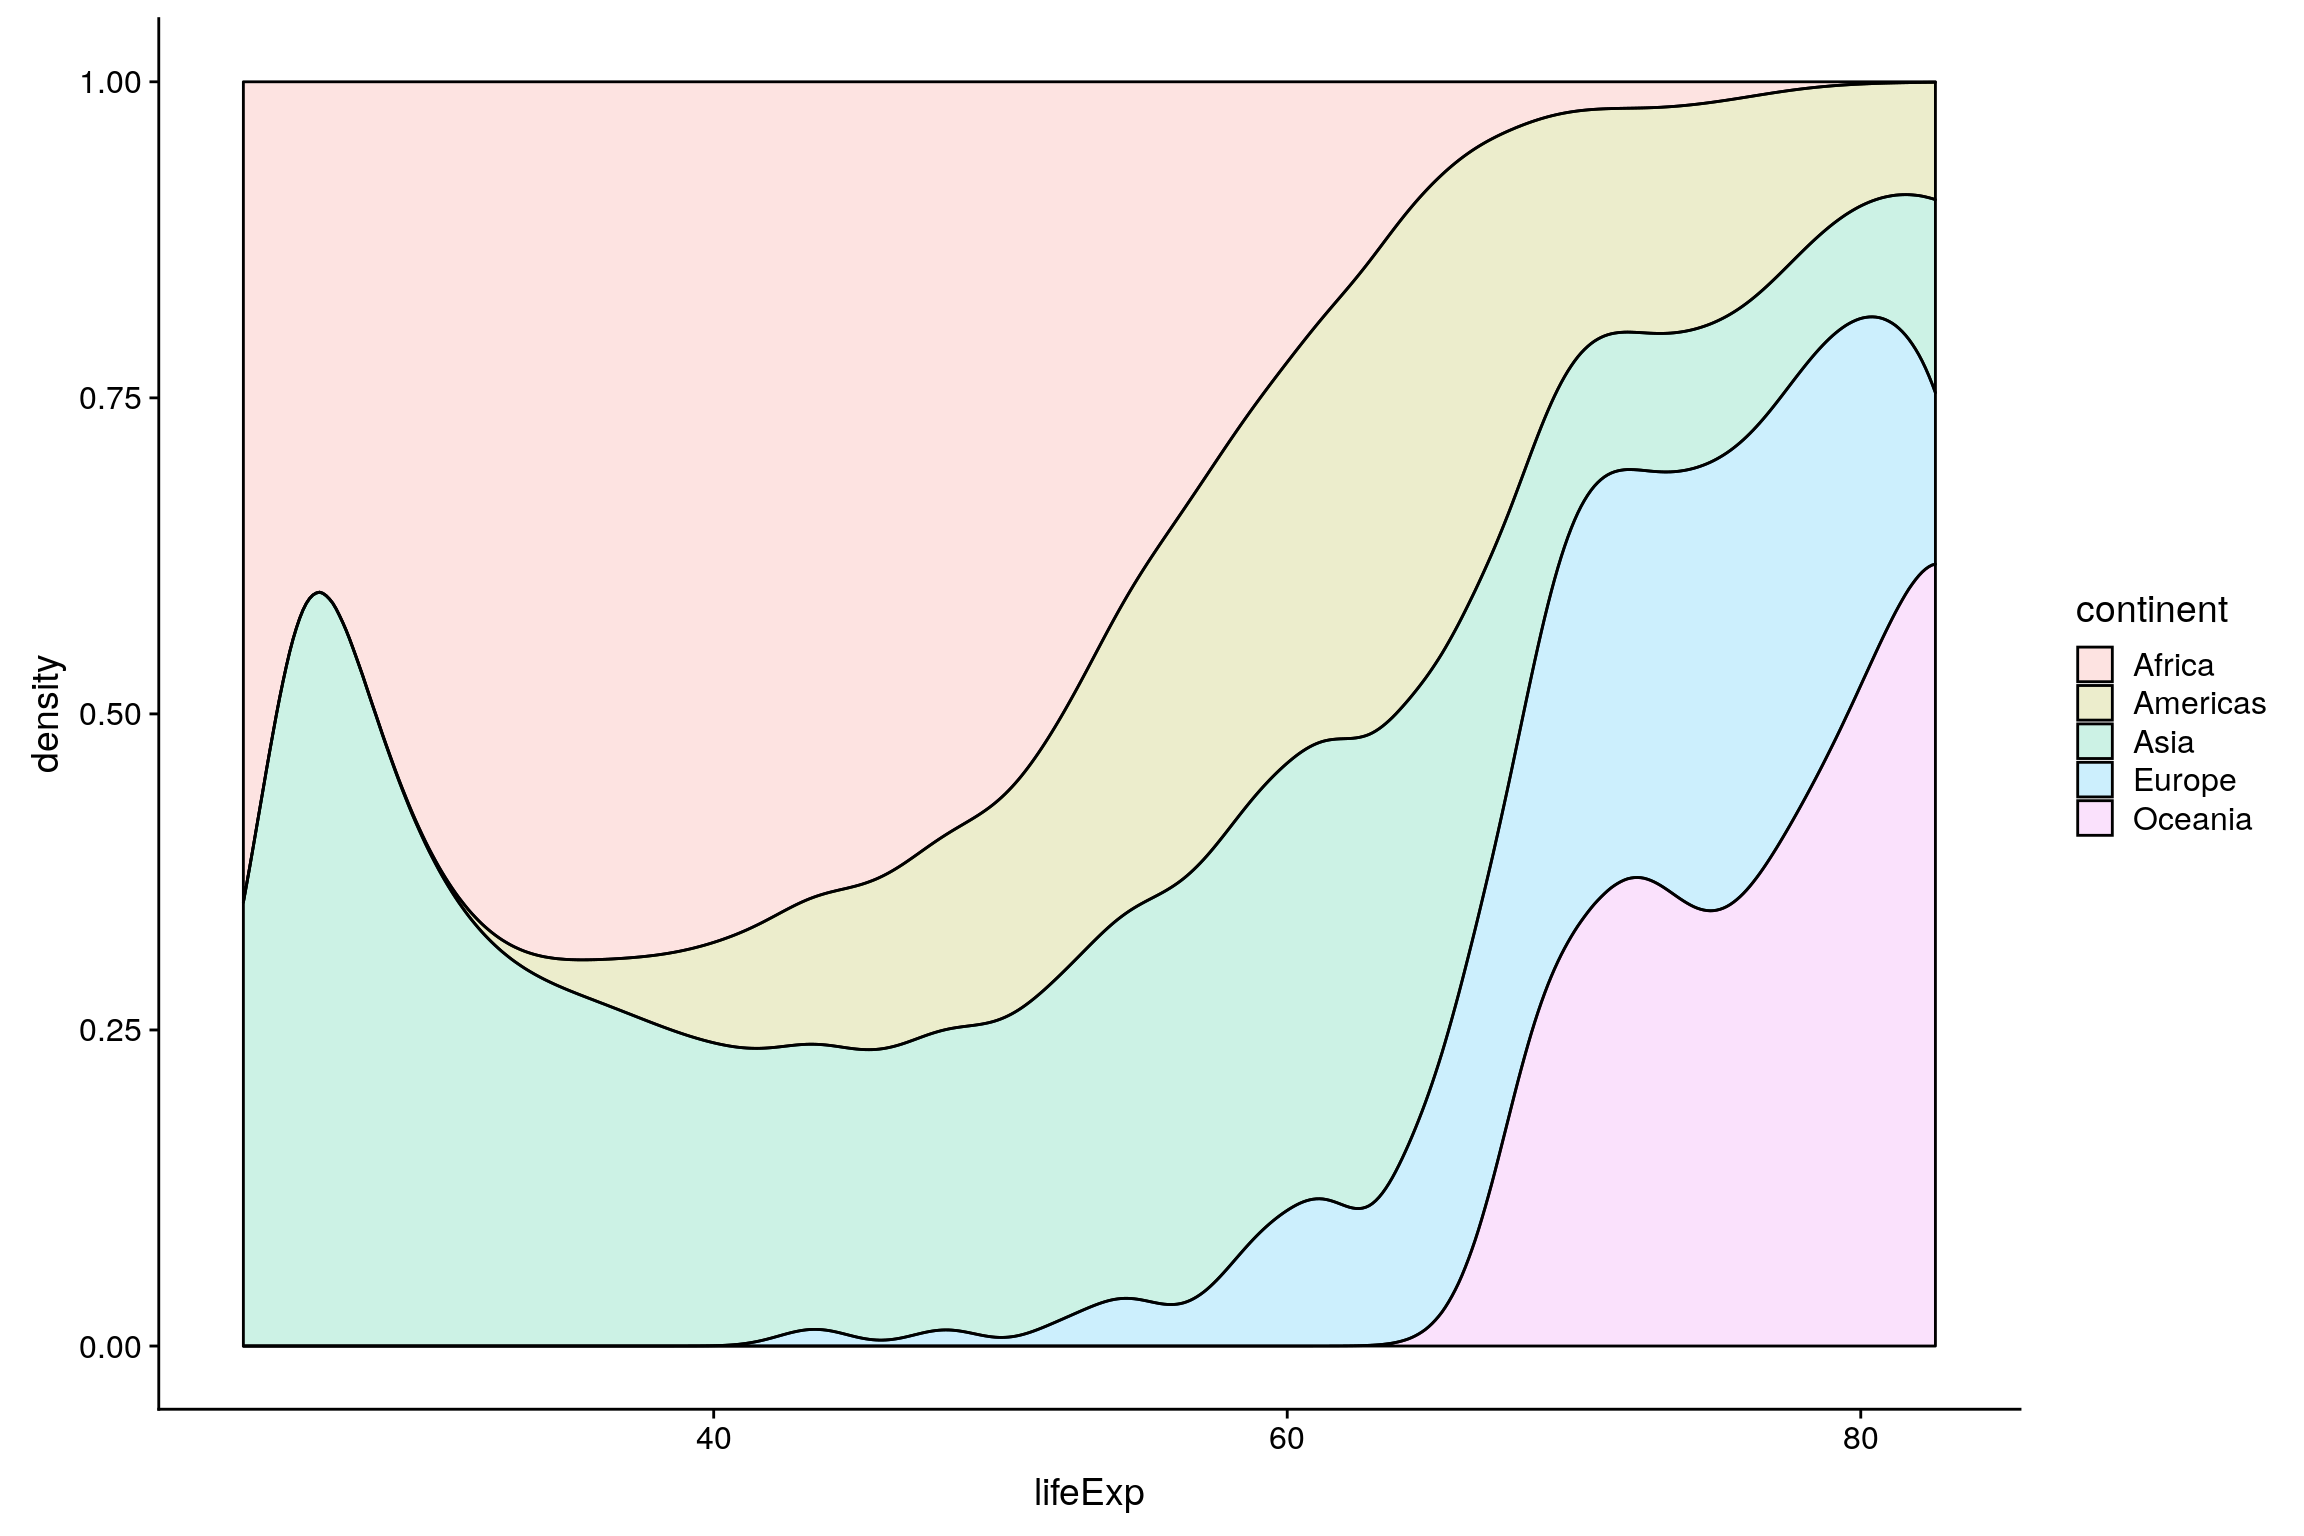 1.00
0.75
0.50
0.25
0.00
density
40 60 80
lifeExp
continent
Africa
Americas
Asia
Europe
Oceania